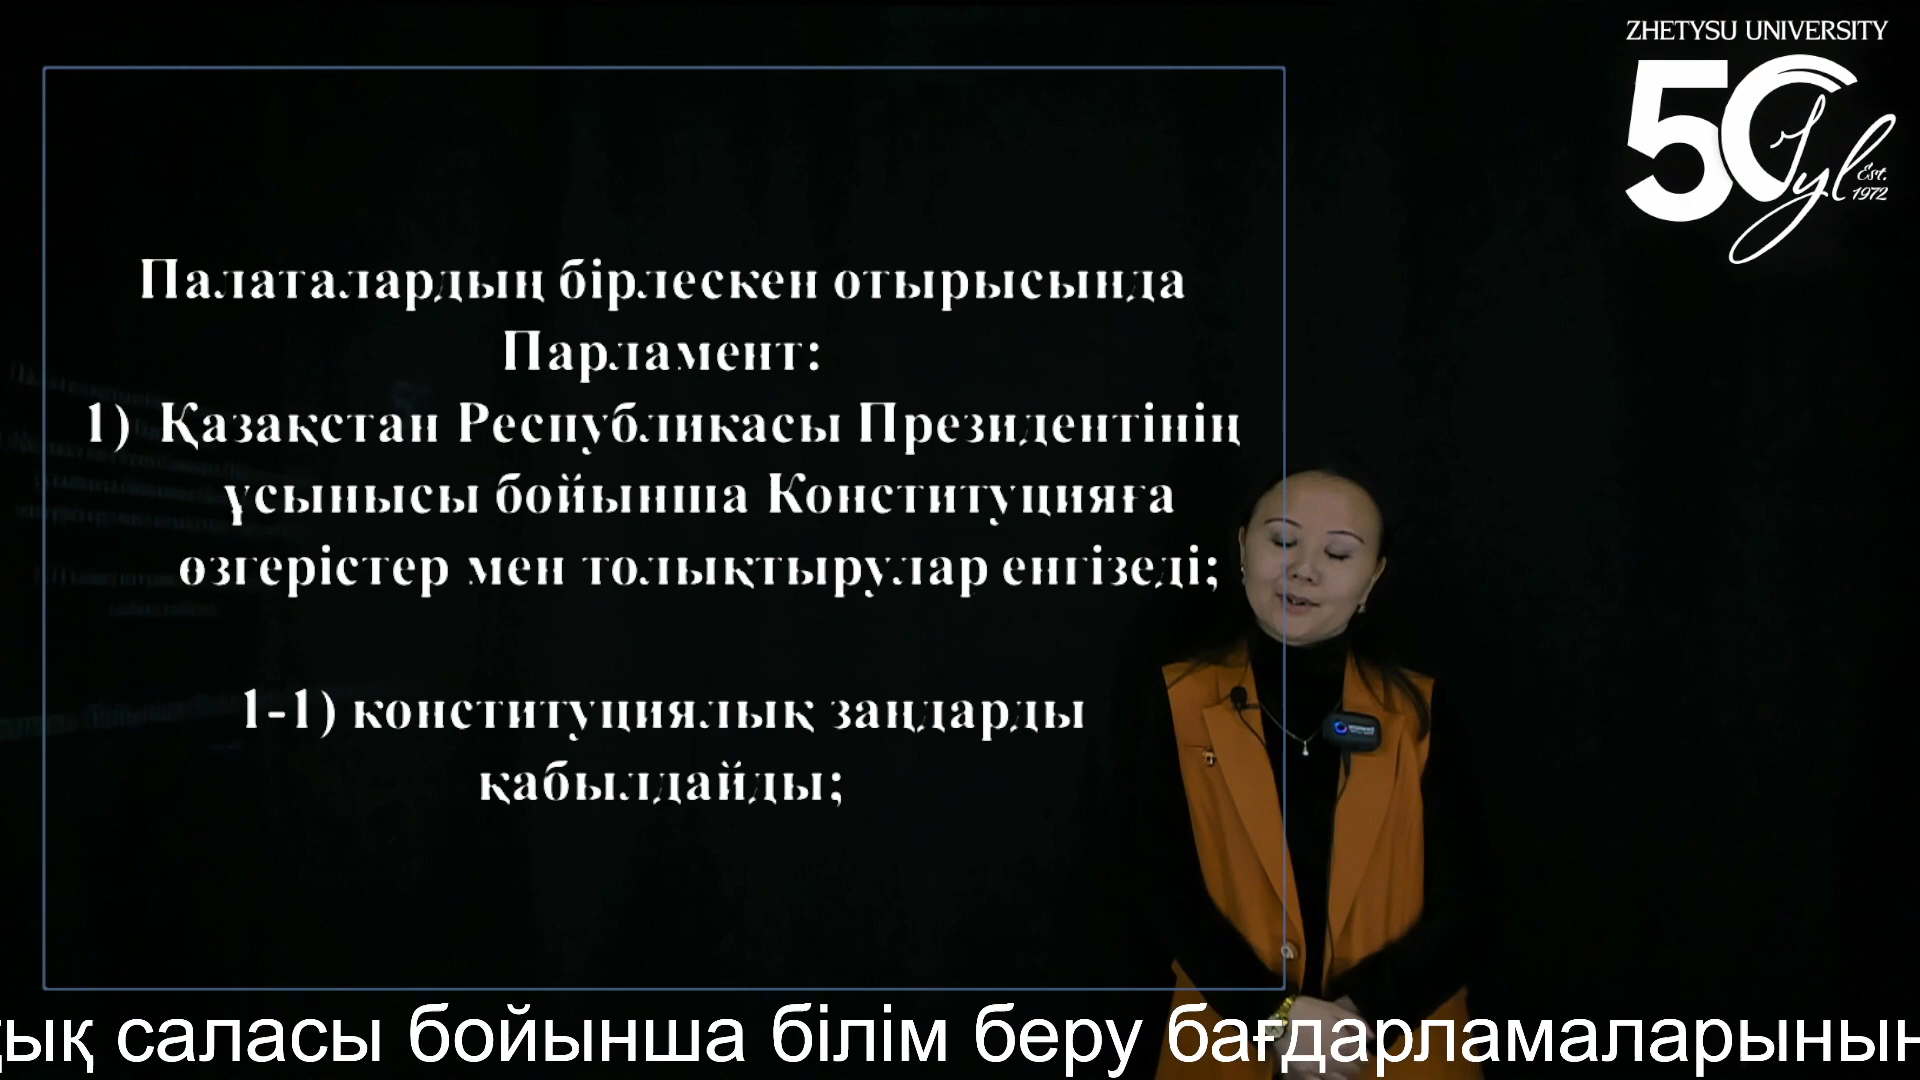 ZHETYSU UNIVERSITY
50 Jyl
Est.
1972
Палаталардың бірлескен отырысында
Парламент:
1) Қазақстан Республикасы Президентінің
ұсынысы бойынша Конституцияға
өзгерістер мен толықтырулар енгізеді;
1-1) конституциялық заңдарды
қабылдайды;
саласы бойынша білім беру бағдарламаларының